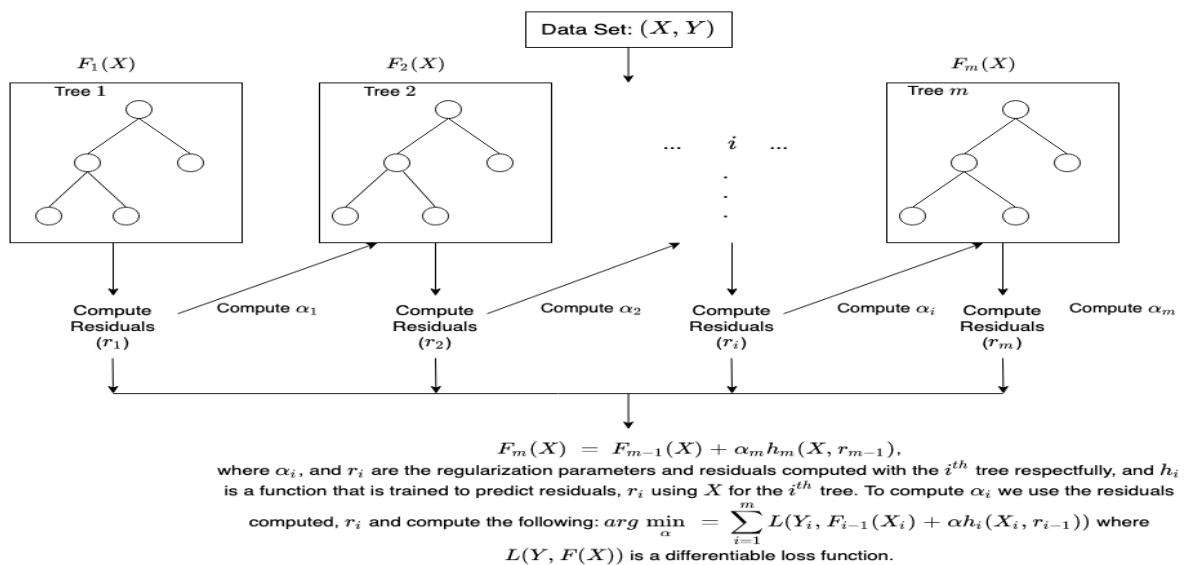 Data Set: (X, Y)
F₁(X)
F₂(X)
Fₘ(X)
Tree 1
Tree 2
Tree m
... i ...
.
.
.
Compute
Residuals
(r₁)
Compute α₁
Compute
Residuals
(r₂)
Compute α₂
Compute
Residuals
(rᵢ)
Compute αᵢ
Compute
Residuals
(rₘ)
Compute αₘ
Fₘ(X) = Fₘ₋₁(X) + αₘhₘ(X, rₘ₋₁),
where αᵢ, and rᵢ are the regularization parameters and residuals computed with the iᵗʰ tree respectfully, and hᵢ
is a function that is trained to predict residuals, rᵢ using X for the iᵗʰ tree. To compute αᵢ we use the residuals
computed, rᵢ and compute the following: arg min_α = ∑_{i=1}^{m} L(Yᵢ, Fᵢ₋₁(Xᵢ) + αhᵢ(Xᵢ, rᵢ₋₁)) where
L(Y, F(X)) is a differentiable loss function.